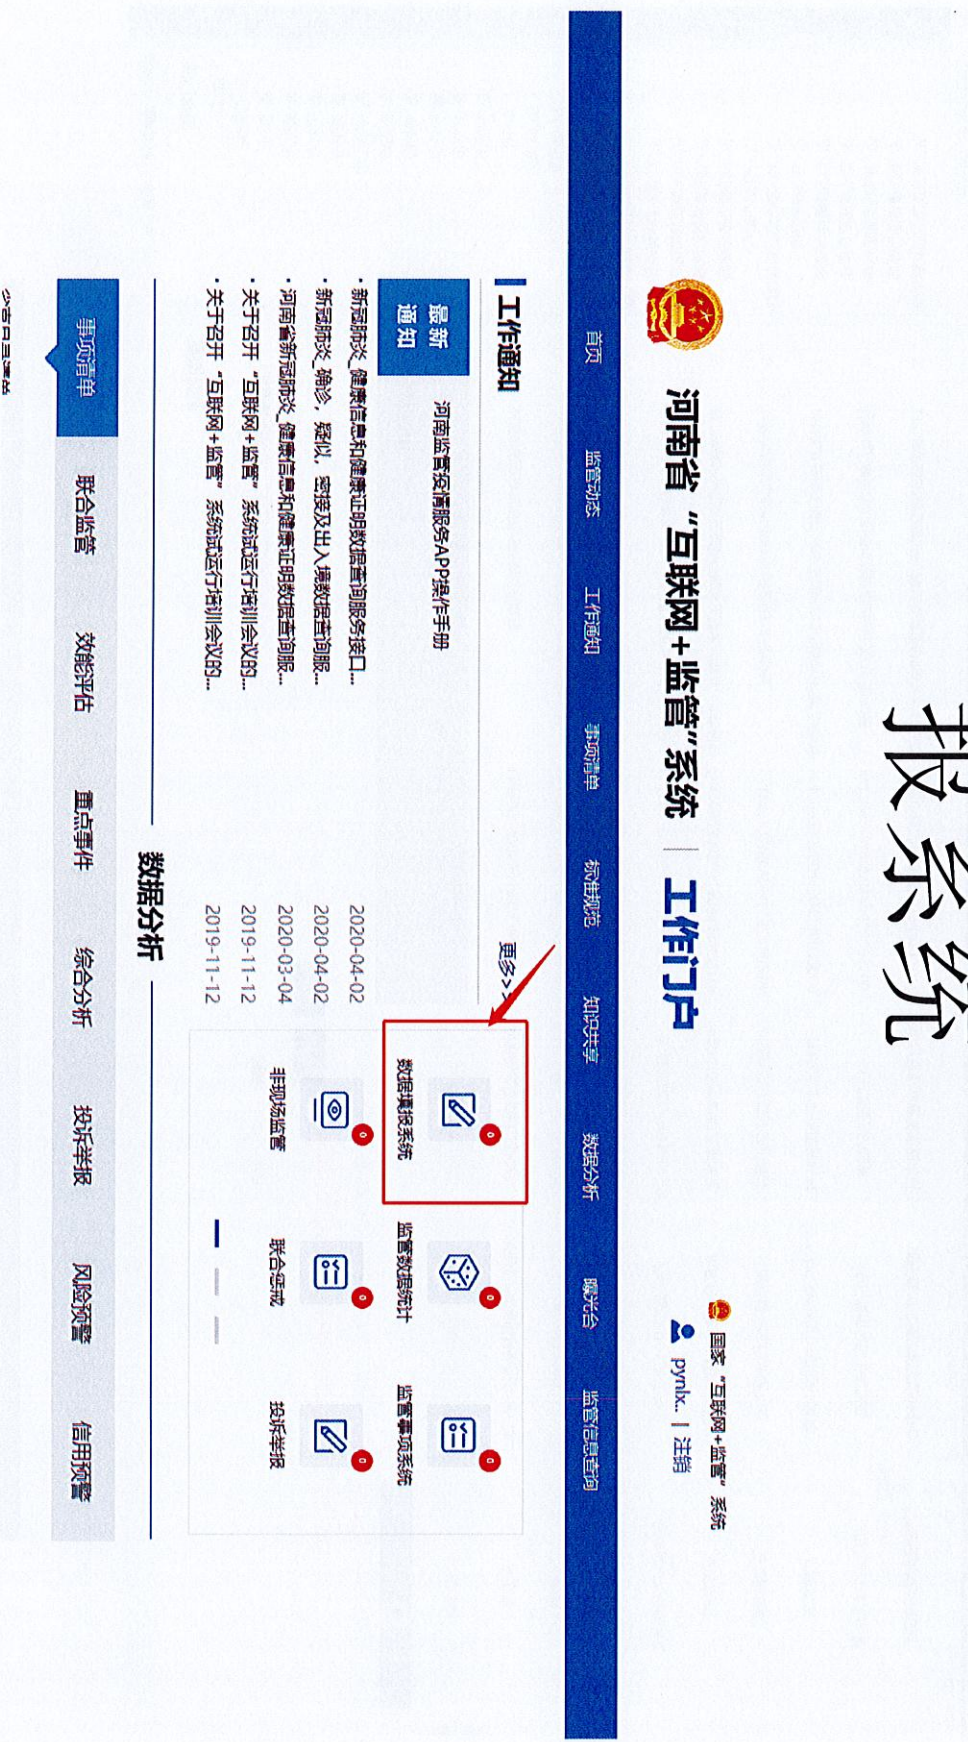 报系统
国家“互联网+监管”系统
河南省“互联网+监管”系统 | 工作门户
pynlx.. | 注销
首页 监管动态 工作通知 事项清单 标准规范 知识共享 数据分析 曝光台 监管信息查询
工作通知
更多>
最新
通知
河南监管疫情服务APP操作手册
· 新冠肺炎_健康信息和健康证明数据查询服务接口... 2020-04-02
· 新冠肺炎_确诊，疑似，密接及出入境数据查询服... 2020-04-02
· 河南省新冠肺炎_健康信息和健康证明数据查询服... 2020-03-04
· 关于召开“互联网+监管”系统试运行培训会议的... 2019-11-12
· 关于召开“互联网+监管”系统试运行培训会议的... 2019-11-12
0 0 0
数据填报系统 监管数据统计 监管事项系统
0 0 0
非现场监管 联合惩戒 投诉举报
数据分析
事项清单 联合监管 效能评估 重点事件 综合分析 投诉举报 风险预警 信用预警